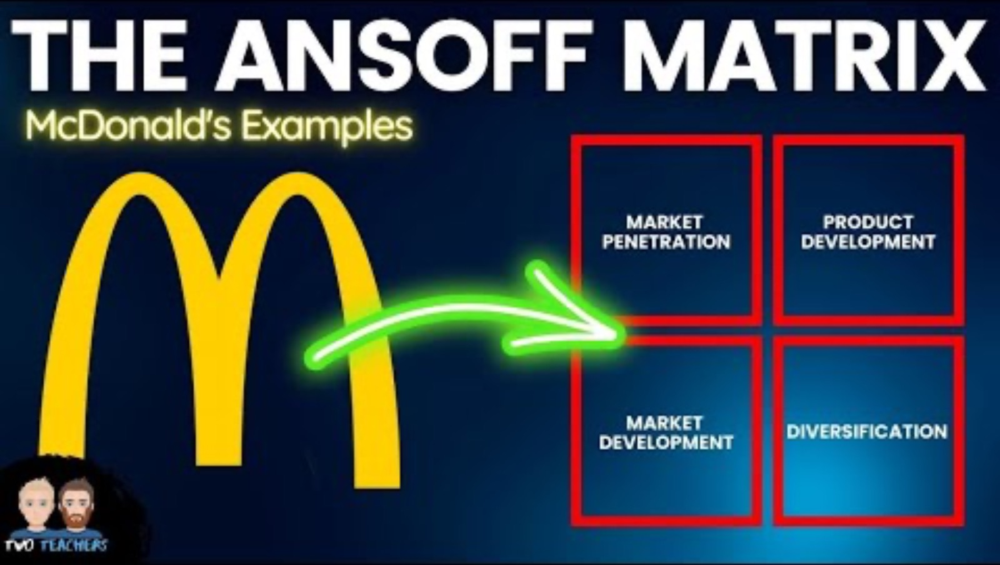 THE ANSOFF MATRIX
McDonald's Examples
MARKET
PENETRATION
PRODUCT
DEVELOPMENT
MARKET
DEVELOPMENT
DIVERSIFICATION
TWO TEACHERS